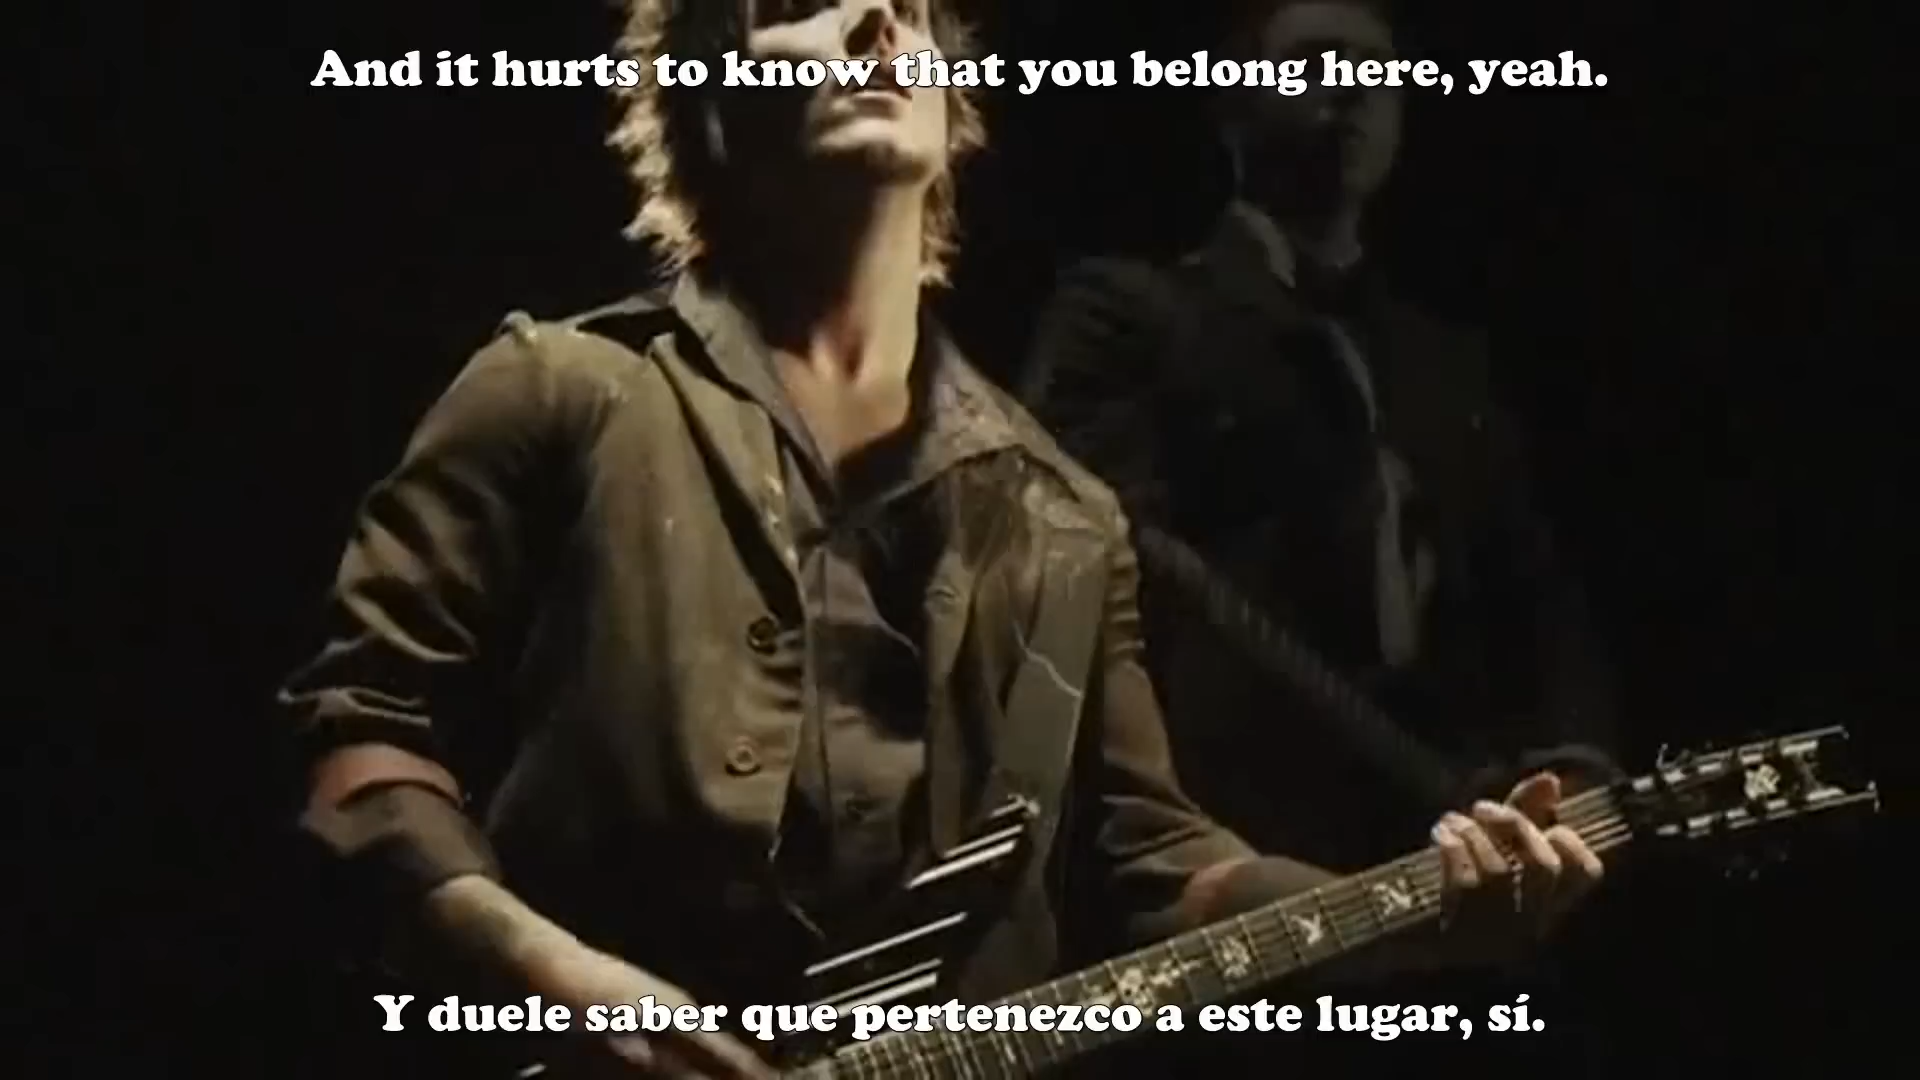 And it hurts to know that you belong here, yeah.
Y duele saber que pertenezco a este lugar, sí.